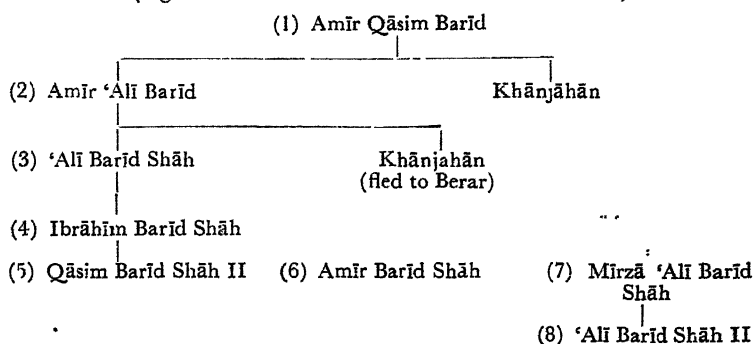 (1) Amīr Qāsim Barīd
(2) Amīr ‘Alī Barīd Khānjāhān
(3) ‘Alī Barīd Shāh Khānjahān
(fled to Berar)
(4) Ibrāhīm Barīd Shāh
(5) Qāsim Barīd Shāh II (6) Amīr Barīd Shāh (7) Mīrzā ‘Alī Barīd
Shāh
(8) ‘Alī Barīd Shāh II